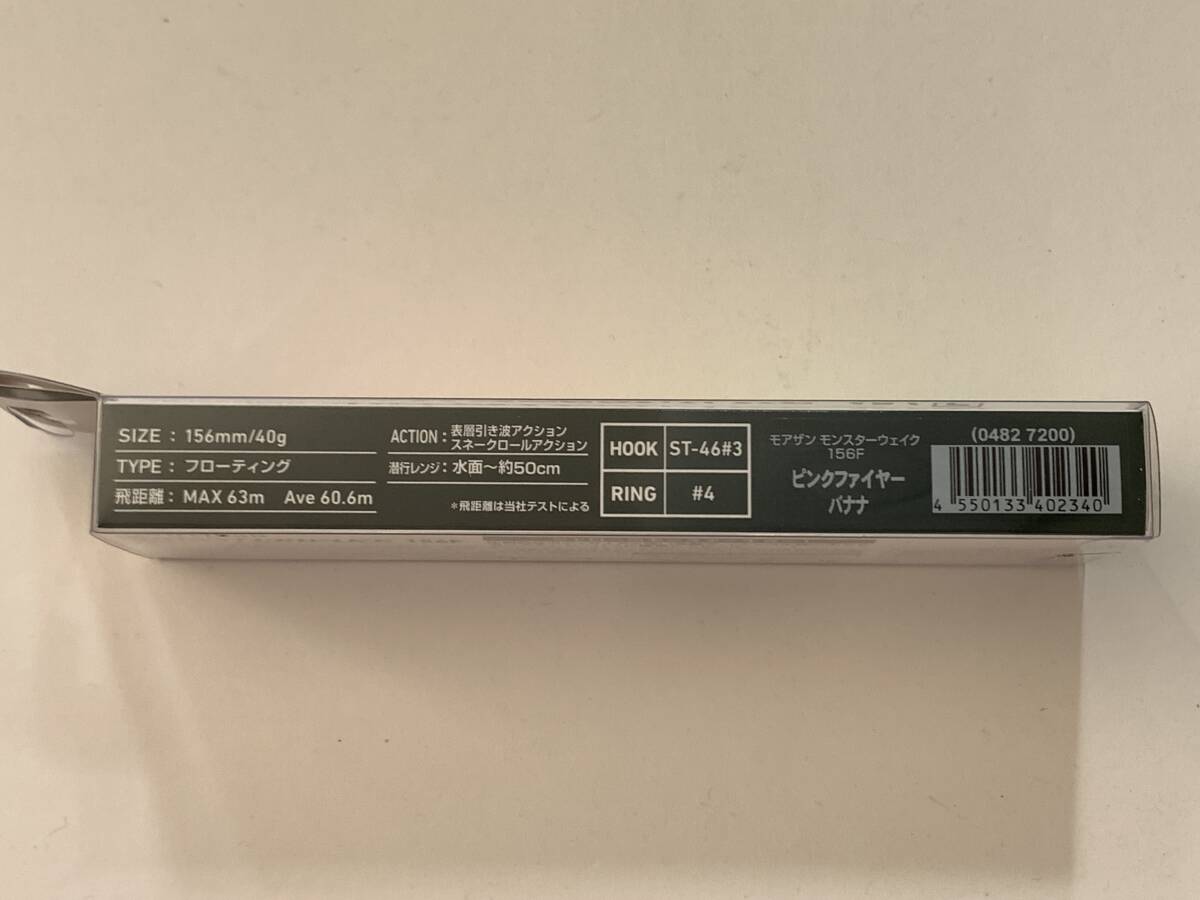 SIZE : 156mm/40g
TYPE : フローティング
飛距離 : MAX 63m Ave 60.6m
ACTION : 表層引き波アクション
スネークロールアクション
潜行レンジ : 水面～約50cm
*飛距離は当社テストによる
HOOK ST-46#3
RING #4
モアザン モンスターウェイク
156F
ピンクファイヤー
バナナ
(0482 7200)
4 550133 402340